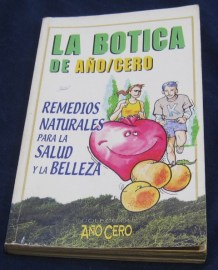 LA BOTICA
DE AÑO/CERO
REMEDIOS
NATURALES
PARA LA
SALUD
Y LA BELLEZA
AÑO CERO